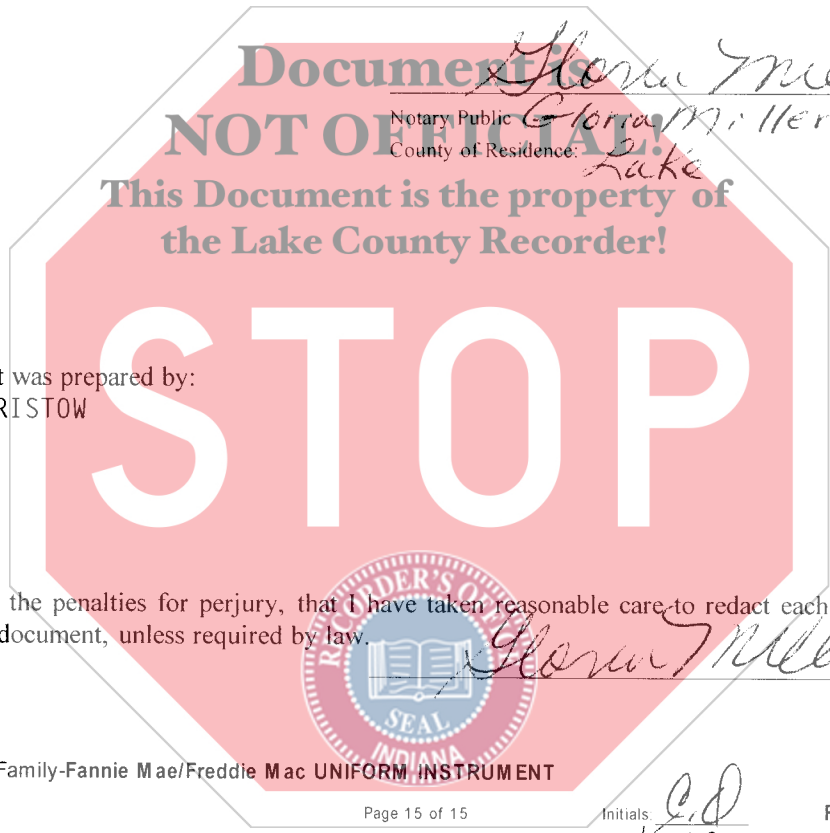 Document is
NOT OFFICIAL!
This Document is the property of
the Lake County Recorder!
Notary Public Gloria Miller
County of Residence: Lake
STOP
t was prepared by:
RISTOW
the penalties for perjury, that I have taken reasonable care to redact each
document, unless required by law.
RECORDER'S OFFICE
SEAL
INDIANA
Family-Fannie Mae/Freddie Mac UNIFORM INSTRUMENT
Page 15 of 15
Initials: